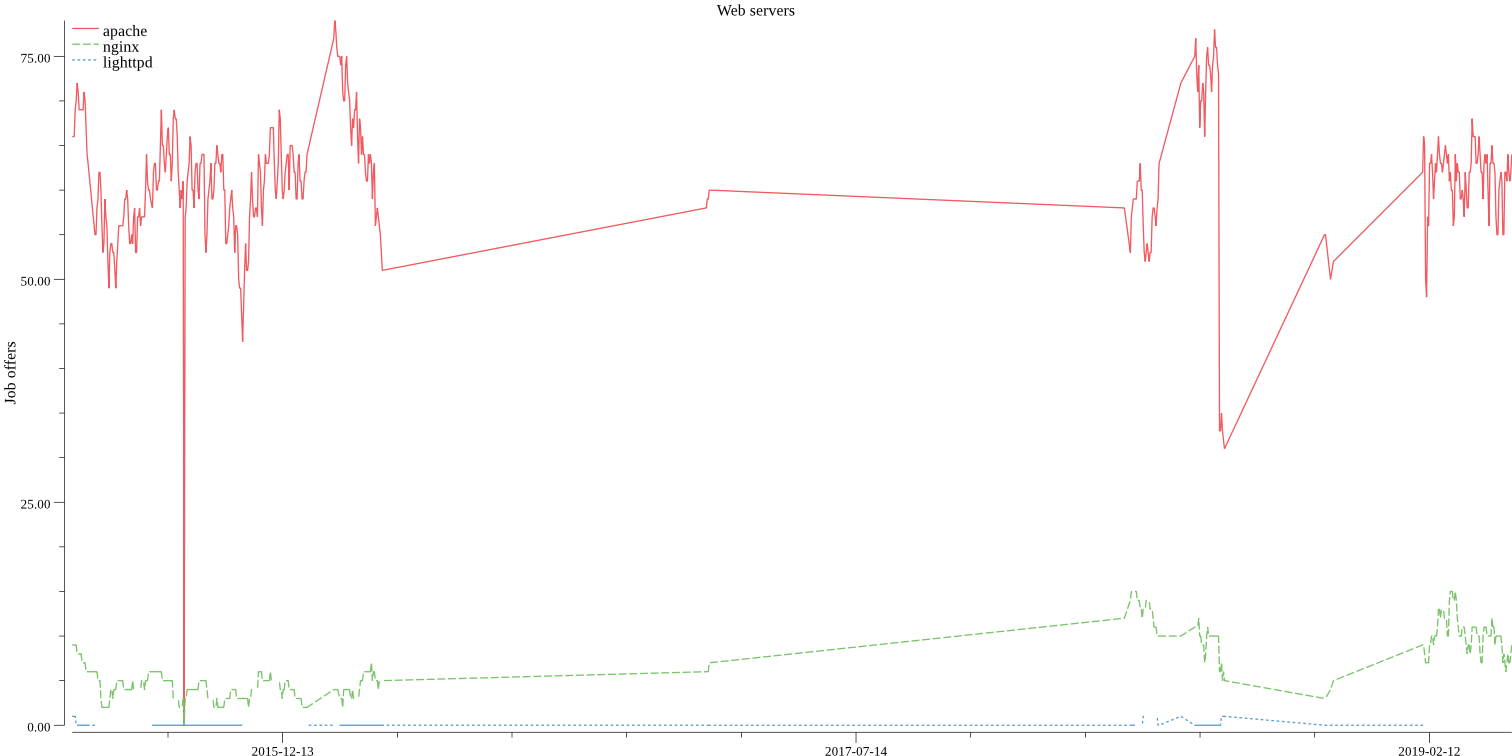 Web servers
apache
nginx
lighttpd
75.00
50.00
25.00
0.00
Job offers
2015-12-13
2017-07-14
2019-02-12